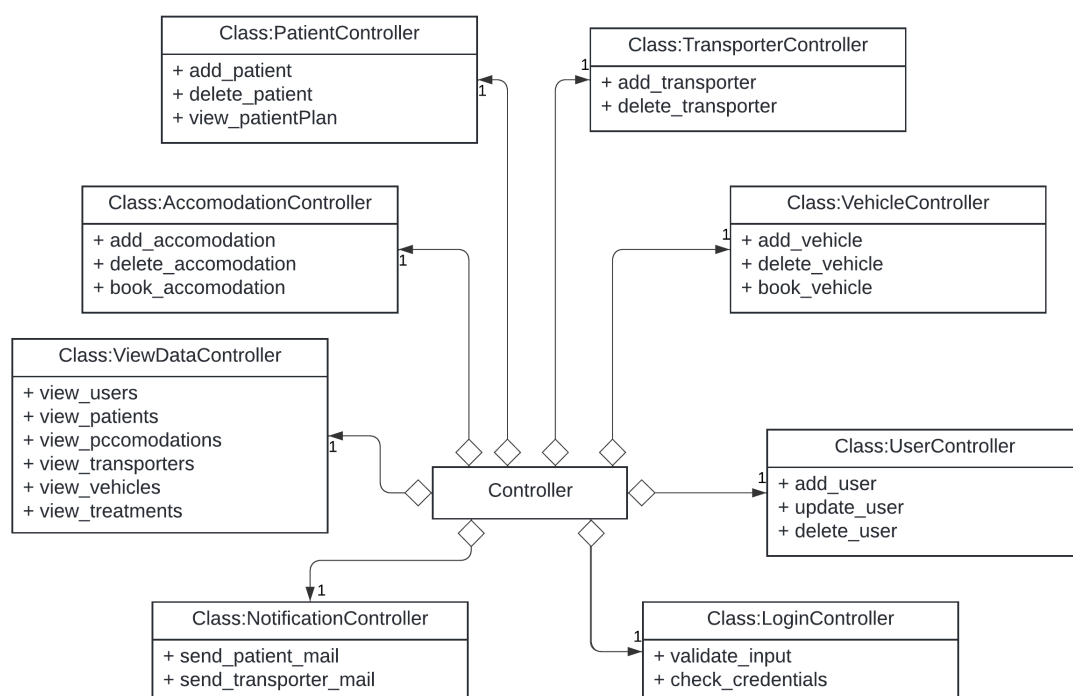 Class:PatientController
+ add_patient
+ delete_patient
+ view_patientPlan
1
Class:TransporterController
1
+ add_transporter
+ delete_transporter
Class:AccomodationController
+ add_accomodation
+ delete_accomodation
+ book_accomodation
1
Class:VehicleController
1
+ add_vehicle
+ delete_vehicle
+ book_vehicle
Class:ViewDataController
+ view_users
+ view_patients
+ view_pccomodations
+ view_transporters
+ view_vehicles
+ view_treatments
1
Controller
Class:UserController
1
+ add_user
+ update_user
+ delete_user
1
Class:NotificationController
+ send_patient_mail
+ send_transporter_mail
Class:LoginController
1
+ validate_input
+ check_credentials